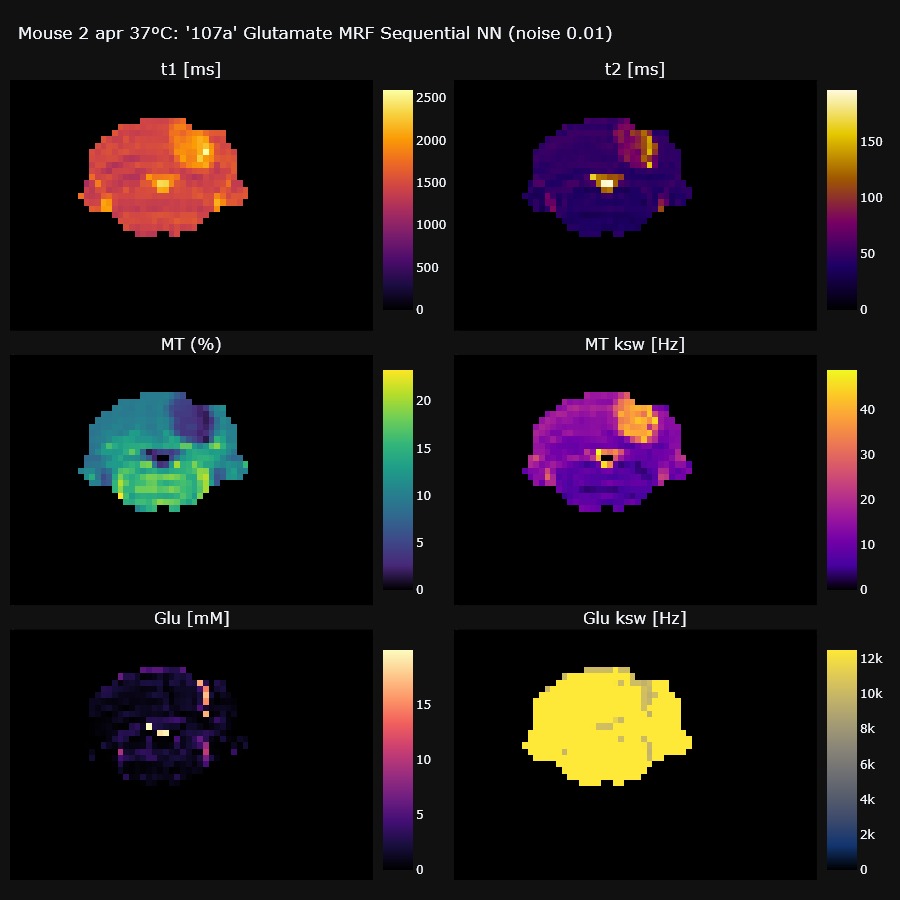 Mouse 2 apr 37ºC: '107a' Glutamate MRF Sequential NN (noise 0.01)
t1 [ms]
2500
2000
1500
1000
500
0
t2 [ms]
150
100
50
0
MT (%)
20
15
10
5
0
MT ksw [Hz]
40
30
20
10
0
Glu [mM]
15
10
5
0
Glu ksw [Hz]
12k
10k
8k
6k
4k
2k
0